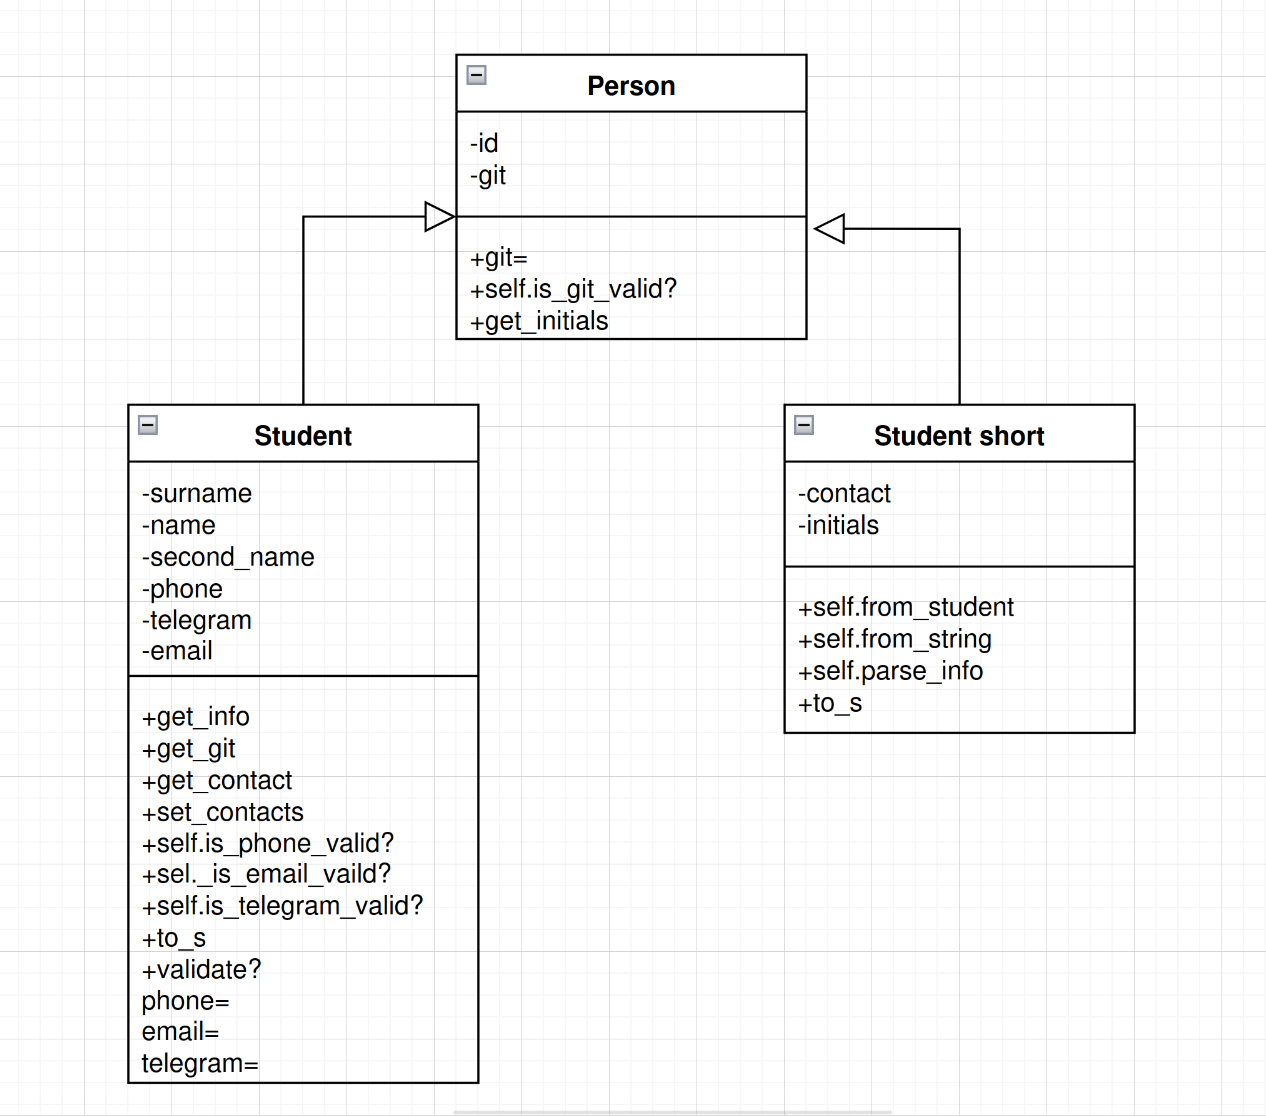 Person
-id
-git
+git=
+self.is_git_valid?
+get_initials
Student
-surname
-name
-second_name
-phone
-telegram
-email
+get_info
+get_git
+get_contact
+set_contacts
+self.is_phone_valid?
+sel._is_email_vaild?
+self.is_telegram_valid?
+to_s
+validate?
phone=
email=
telegram=
Student short
-contact
-initials
+self.from_student
+self.from_string
+self.parse_info
+to_s